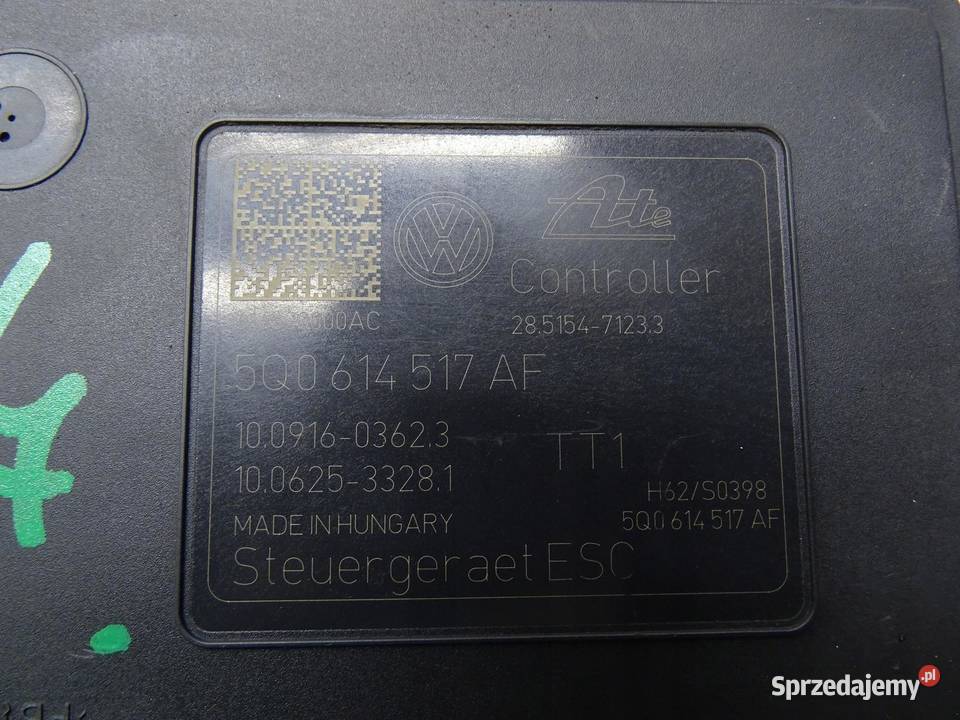 Ate
Controller
000AC
28.5154-7123.3
5Q0 614 517 AF
10.0916-0362.3
10.0625-3328.1
TT1
H62/S0398
MADE IN HUNGARY
5Q0 614 517 AF
Steuergeraet ESC
Sprzedajemy.pl